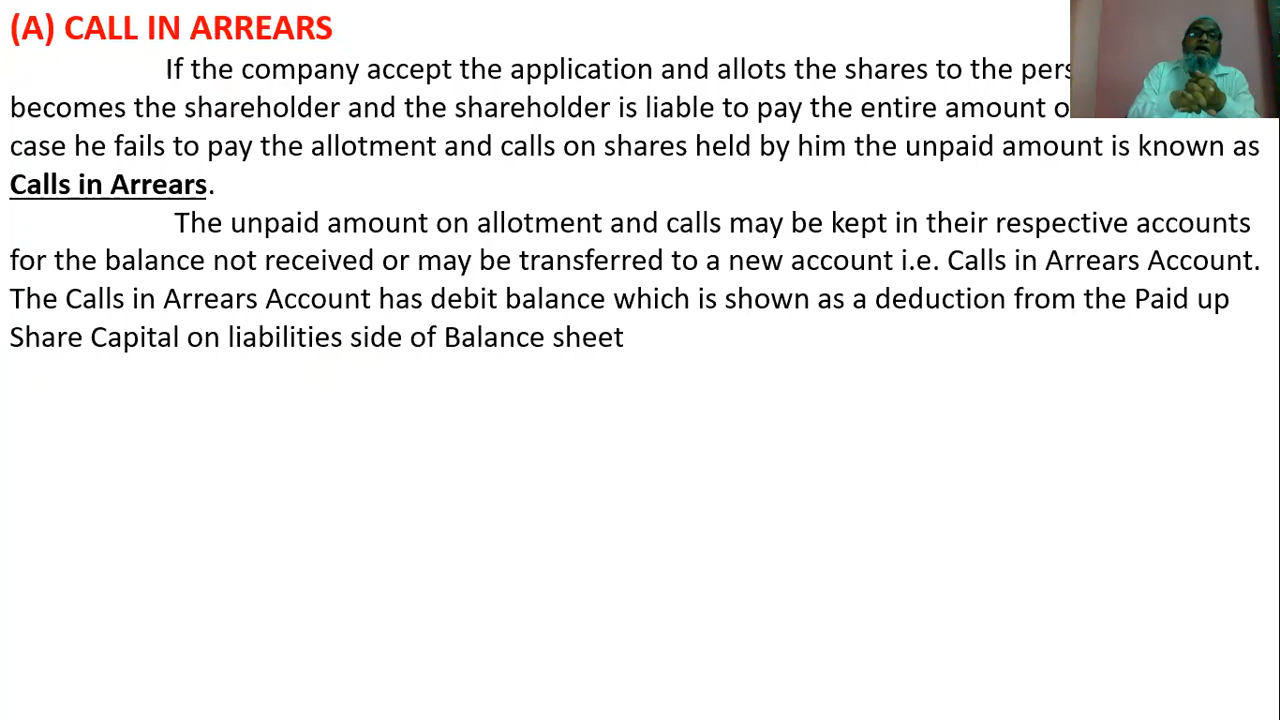 (A) CALL IN ARREARS
If the company accept the application and allots the shares to the
becomes the shareholder and the shareholder is liable to pay the entire amount
case he fails to pay the allotment and calls on shares held by him the unpaid amount is known as
Calls in Arrears.
The unpaid amount on allotment and calls may be kept in their respective accounts
for the balance not received or may be transferred to a new account i.e. Calls in Arrears Account.
The Calls in Arrears Account has debit balance which is shown as a deduction from the Paid up
Share Capital on liabilities side of Balance sheet